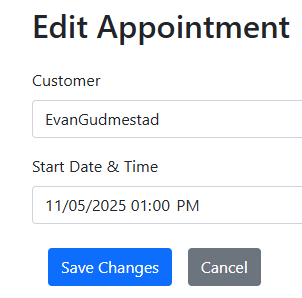 Edit Appointment
Customer
EvanGudmestad
Start Date & Time
11/05/2025 01:00 PM
Save Changes Cancel